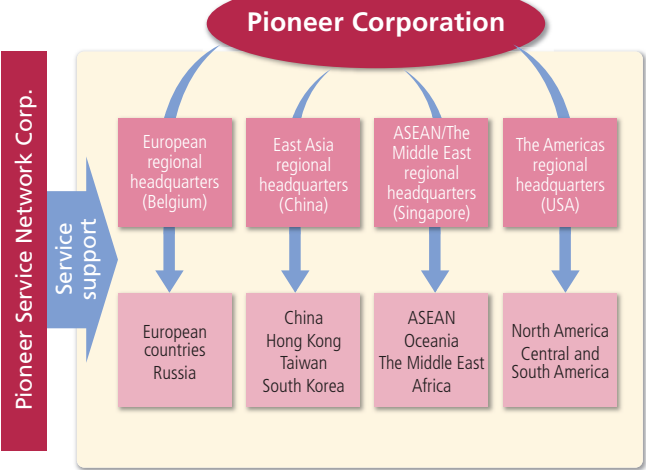 Pioneer Corporation
Pioneer Service Network Corp.
Service
support
European
regional
headquarters
(Belgium)
East Asia
regional
headquarters
(China)
ASEAN/The
Middle East
regional
headquarters
(Singapore)
The Americas
regional
headquarters
(USA)
European
countries
Russia
China
Hong Kong
Taiwan
South Korea
ASEAN
Oceania
The Middle East
Africa
North America
Central and
South America